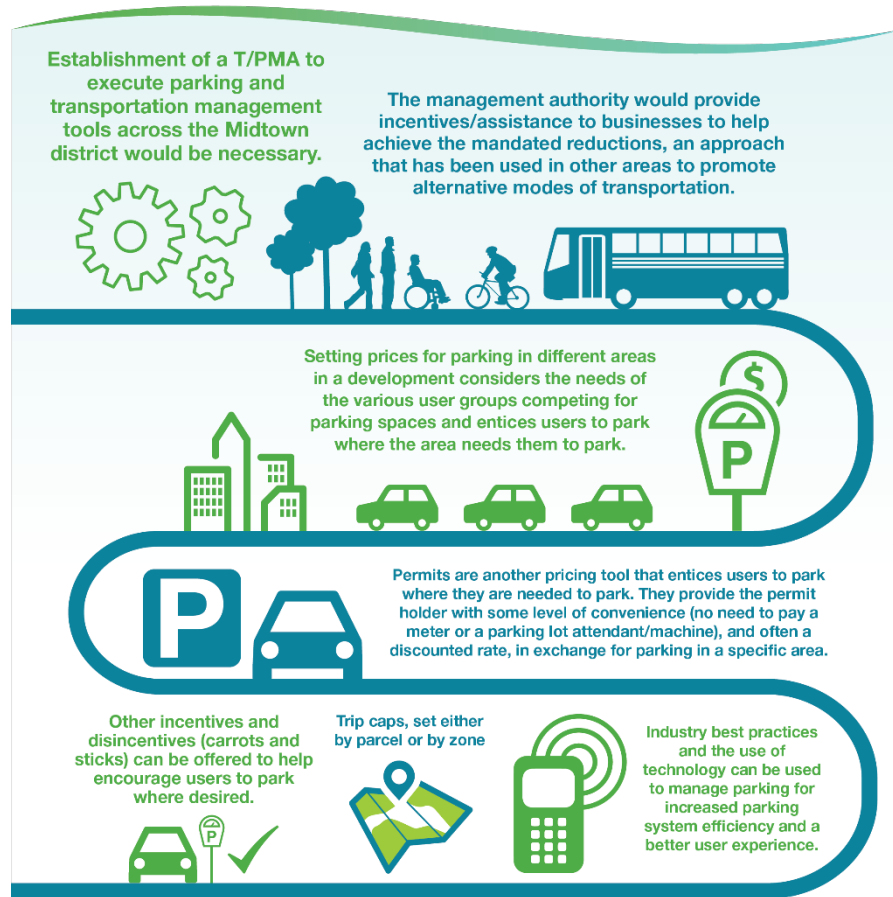 Establishment of a T/PMA to
execute parking and
transportation management
tools across the Midtown
district would be necessary.
The management authority would provide
incentives/assistance to businesses to help
achieve the mandated reductions, an approach
that has been used in other areas to promote
alternative modes of transportation.
Setting prices for parking in different areas
in a development considers the needs of
the various user groups competing for
parking spaces and entices users to park
where the area needs them to park.
$
P
P
Permits are another pricing tool that entices users to park
where they are needed to park. They provide the permit
holder with some level of convenience (no need to pay a
meter or a parking lot attendant/machine), and often a
discounted rate, in exchange for parking in a specific area.
Other incentives and
disincentives (carrots and
sticks) can be offered to help
encourage users to park
where desired.
P
Trip caps, set either
by parcel or by zone
Industry best practices
and the use of
technology can be used
to manage parking for
increased parking
system efficiency and a
better user experience.